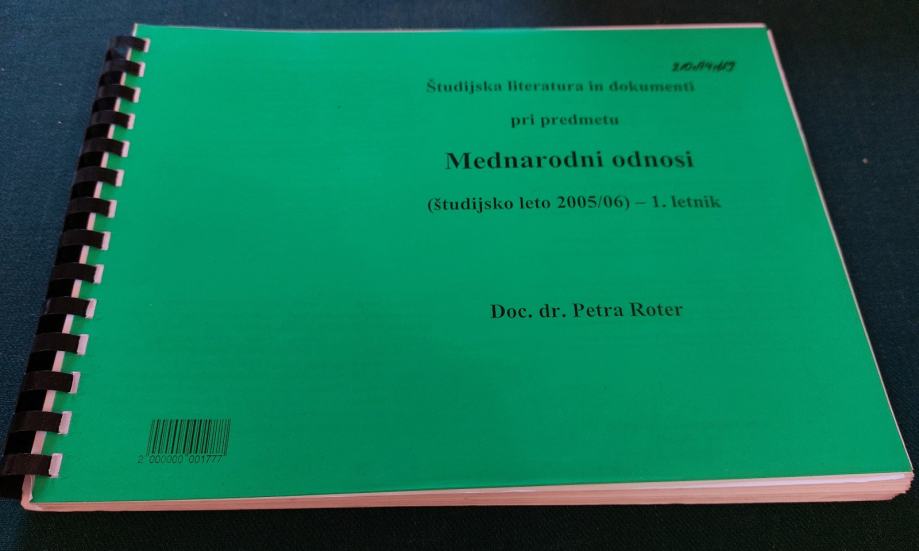 Študijska literatura in dokumenti
pri predmetu
Mednarodni odnosi
(študijsko leto 2005/06) – 1. letnik
Doc. dr. Petra Roter
2 000000 001777